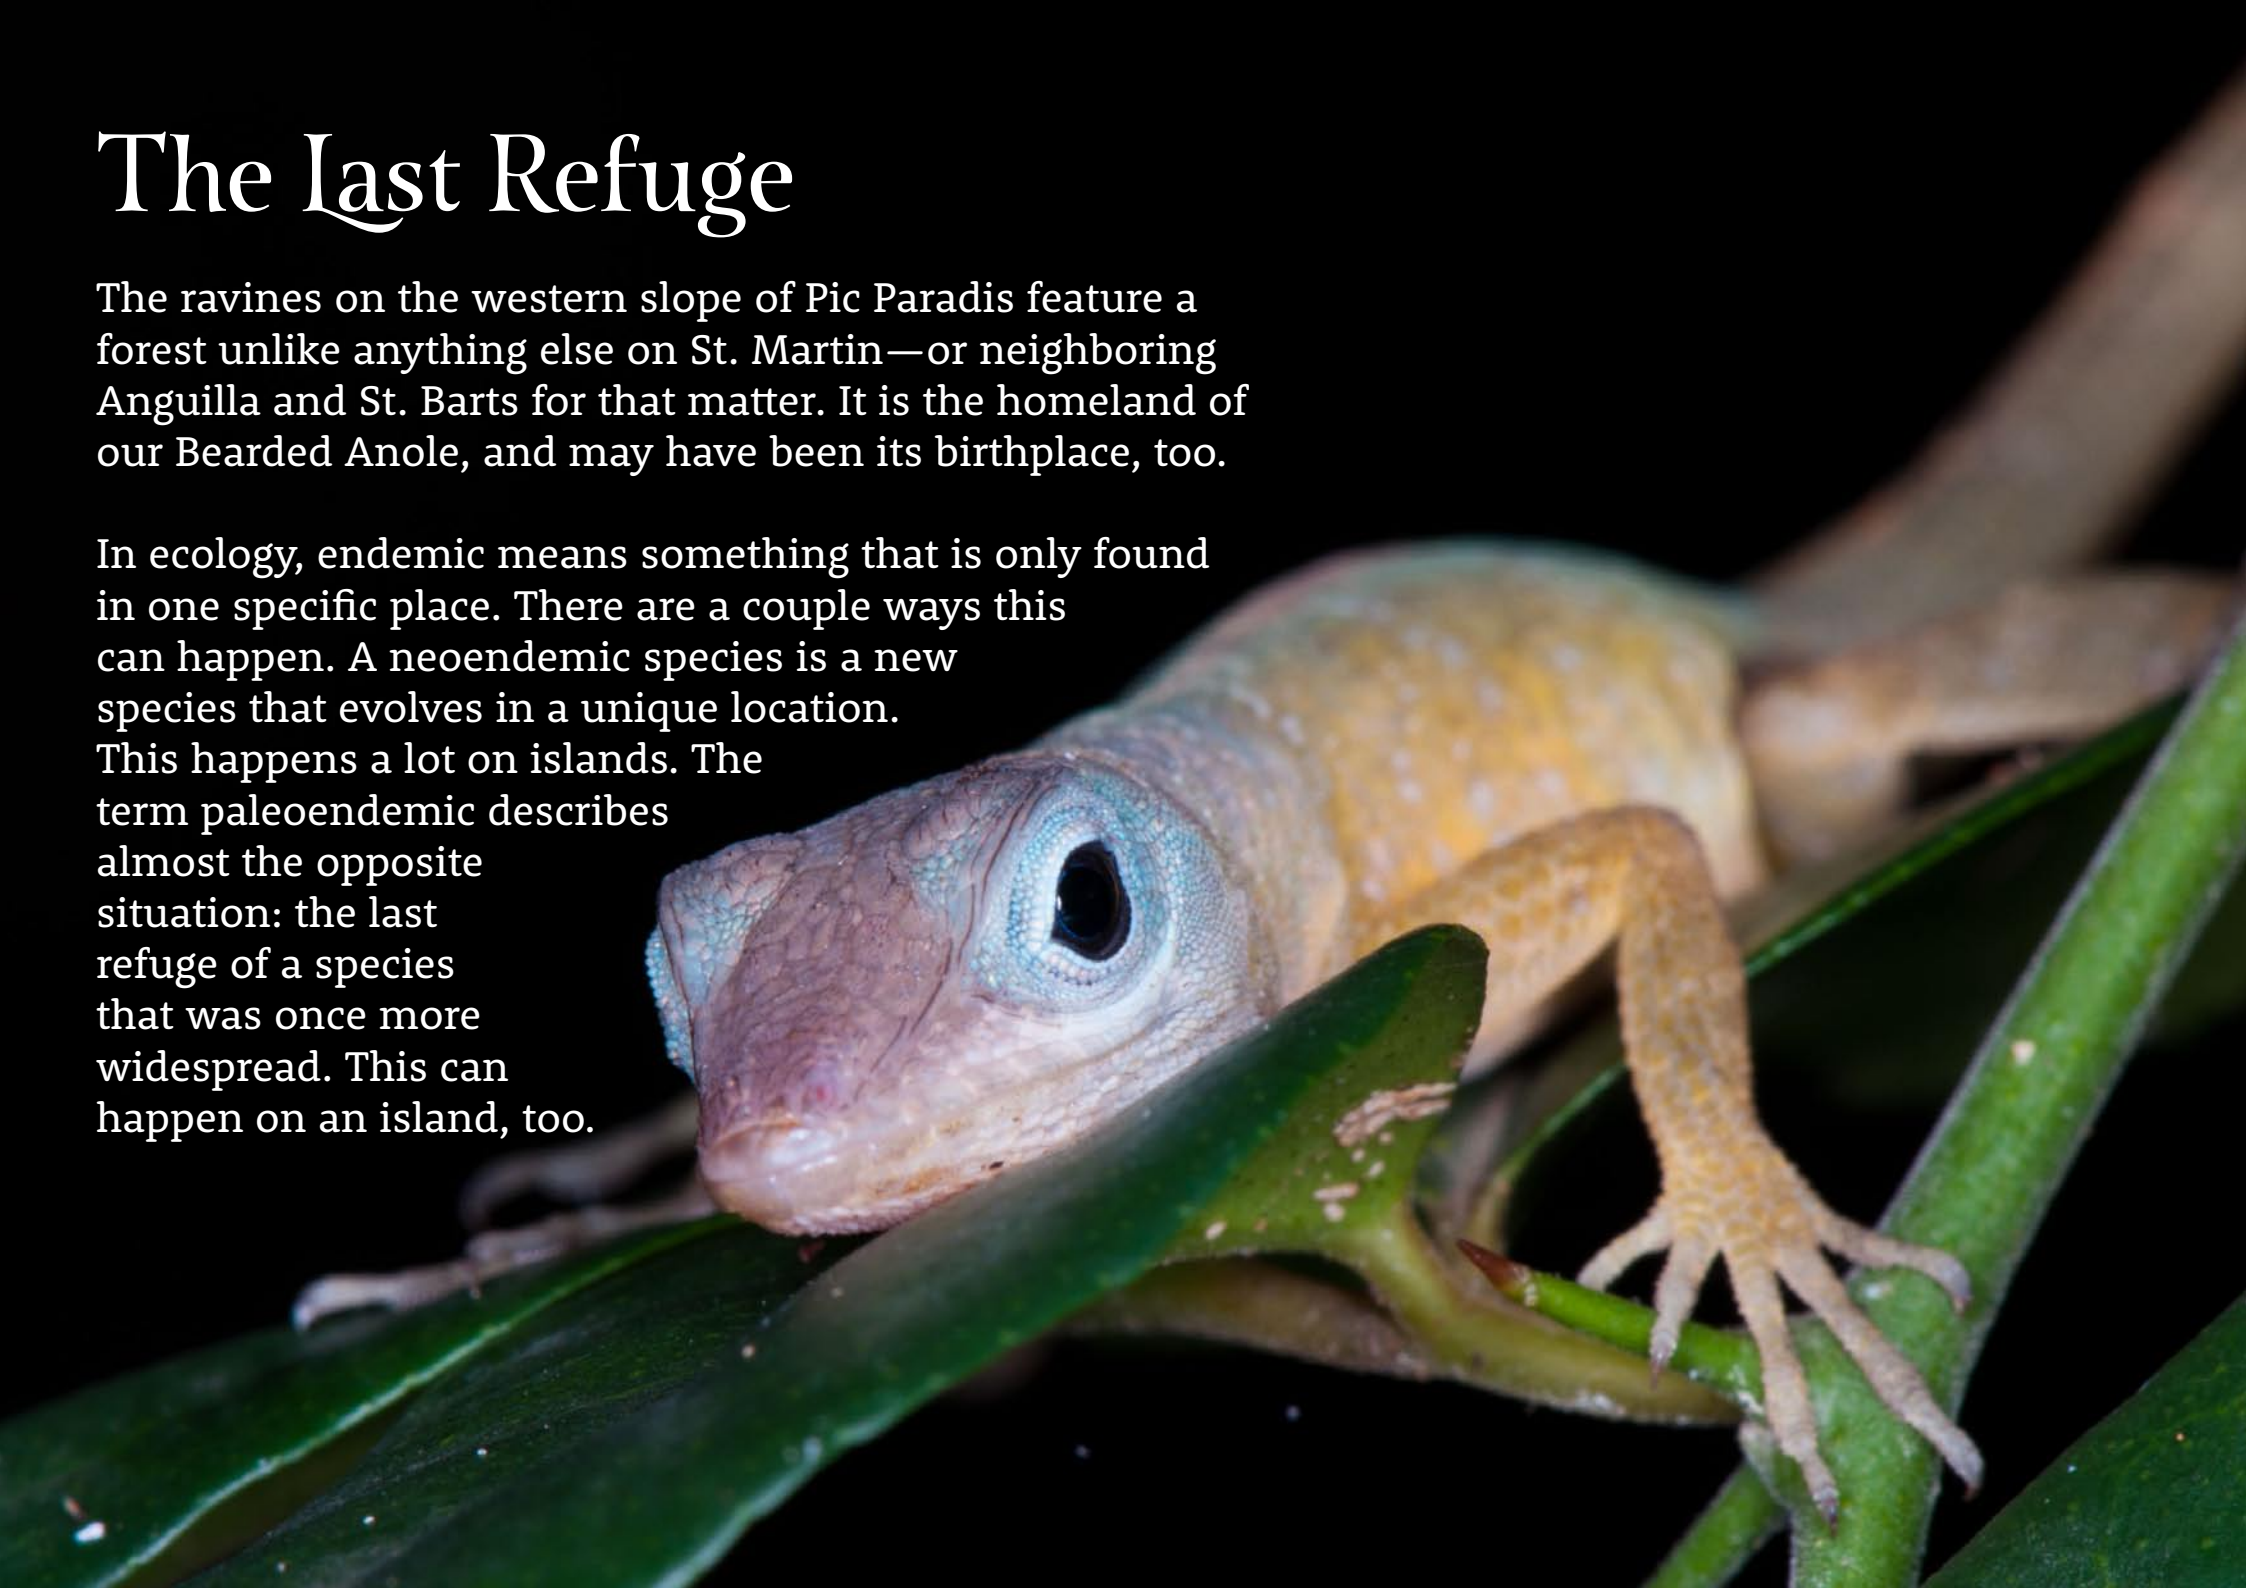 The Last Refuge
The ravines on the western slope of Pic Paradis feature a
forest unlike anything else on St. Martin—or neighboring
Anguilla and St. Barts for that matter. It is the homeland of
our Bearded Anole, and may have been its birthplace, too.
In ecology, endemic means something that is only found
in one specific place. There are a couple ways this
can happen. A neoendemic species is a new
species that evolves in a unique location.
This happens a lot on islands. The
term paleoendemic describes
almost the opposite
situation: the last
refuge of a species
that was once more
widespread. This can
happen on an island, too.